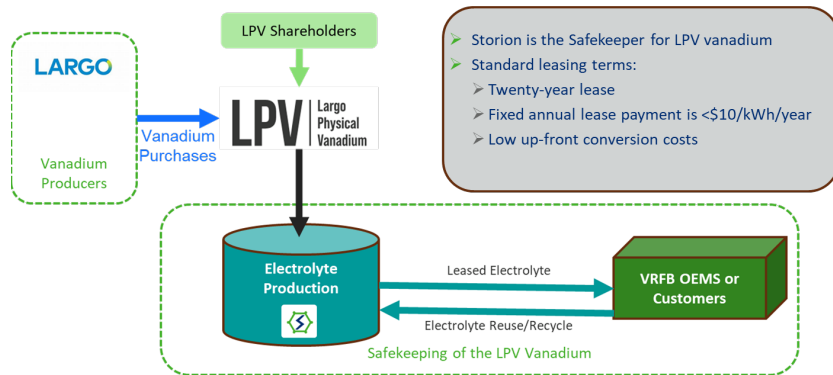 LPV Shareholders
LARGO
LPV
Largo
Physical
Vanadium
Vanadium
Purchases
Vanadium
Producers
Storion is the Safekeeper for LPV vanadium
Standard leasing terms:
Twenty-year lease
Fixed annual lease payment is <$10/kWh/year
Low up-front conversion costs
Electrolyte
Production
Leased Electrolyte
VRFB OEMS or
Customers
Electrolyte Reuse/Recycle
Safekeeping of the LPV Vanadium